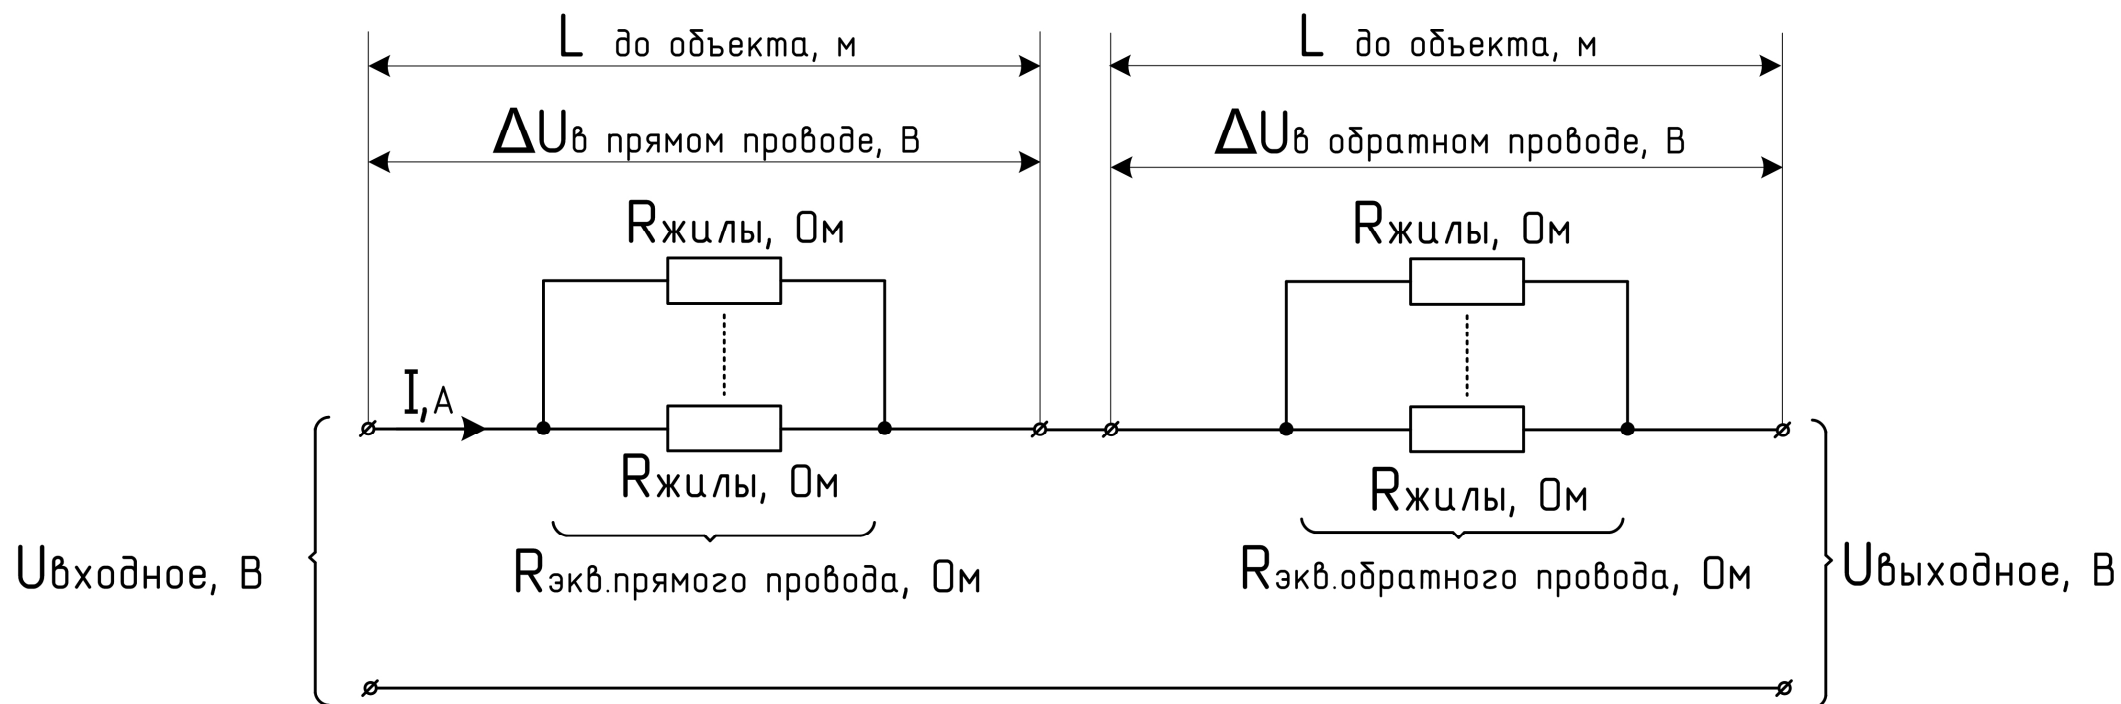 L до объекта, м
L до объекта, м
ΔUв прямом проводе, В
ΔUв обратном проводе, В
Rжилы, Ом
Rжилы, Ом
I,А
Rжилы, Ом
Rжилы, Ом
Uвходное, В
Rэкв.прямого провода, Ом
Rэкв.обратного провода, Ом
Uвыходное, В